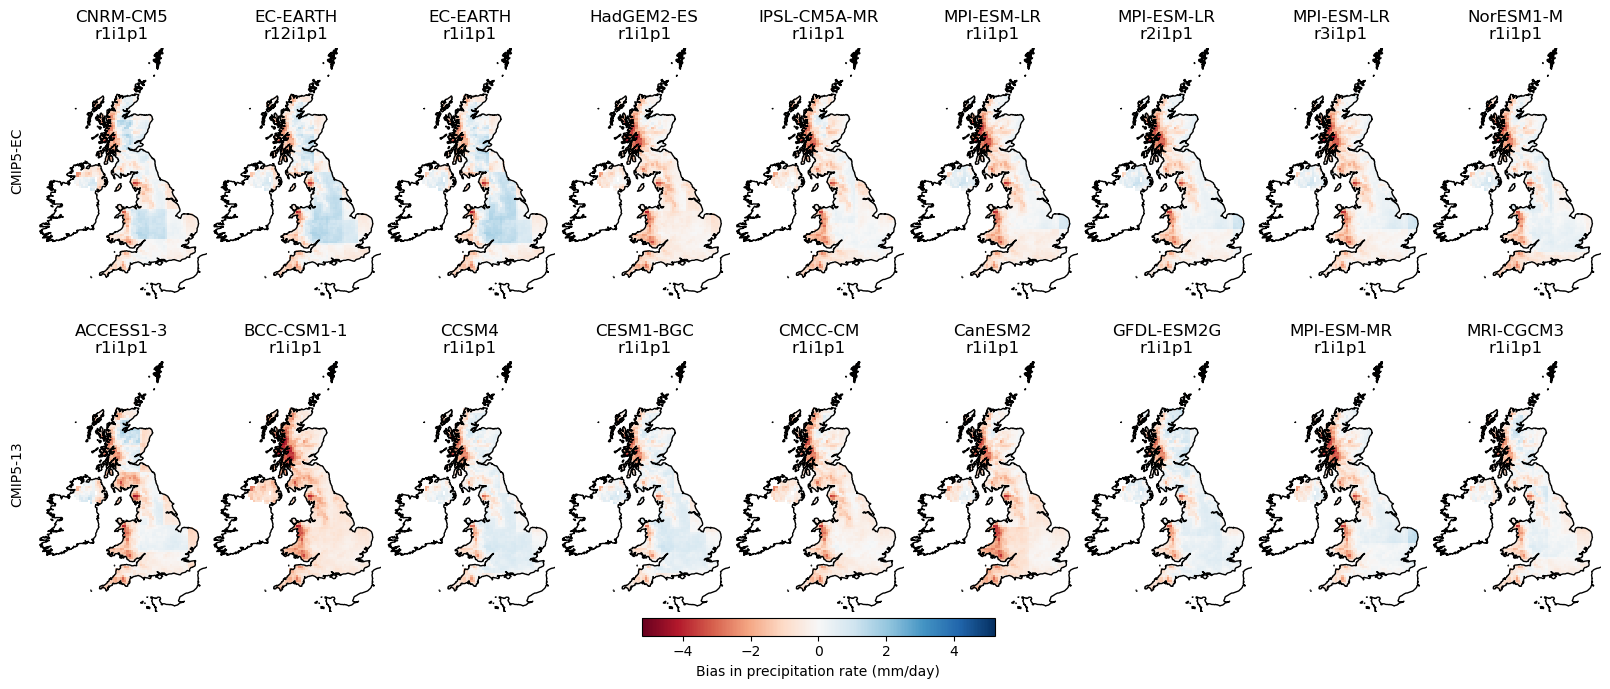 CNRM-CM5
r1i1p1
EC-EARTH
r12i1p1
EC-EARTH
r1i1p1
HadGEM2-ES
r1i1p1
IPSL-CM5A-MR
r1i1p1
MPI-ESM-LR
r1i1p1
MPI-ESM-LR
r2i1p1
MPI-ESM-LR
r3i1p1
NorESM1-M
r1i1p1
CMIP5-EC
ACCESS1-3
r1i1p1
BCC-CSM1-1
r1i1p1
CCSM4
r1i1p1
CESM1-BGC
r1i1p1
CMCC-CM
r1i1p1
CanESM2
r1i1p1
GFDL-ESM2G
r1i1p1
MPI-ESM-MR
r1i1p1
MRI-CGCM3
r1i1p1
CMIP5-13
−4 −2 0 2 4
Bias in precipitation rate (mm/day)